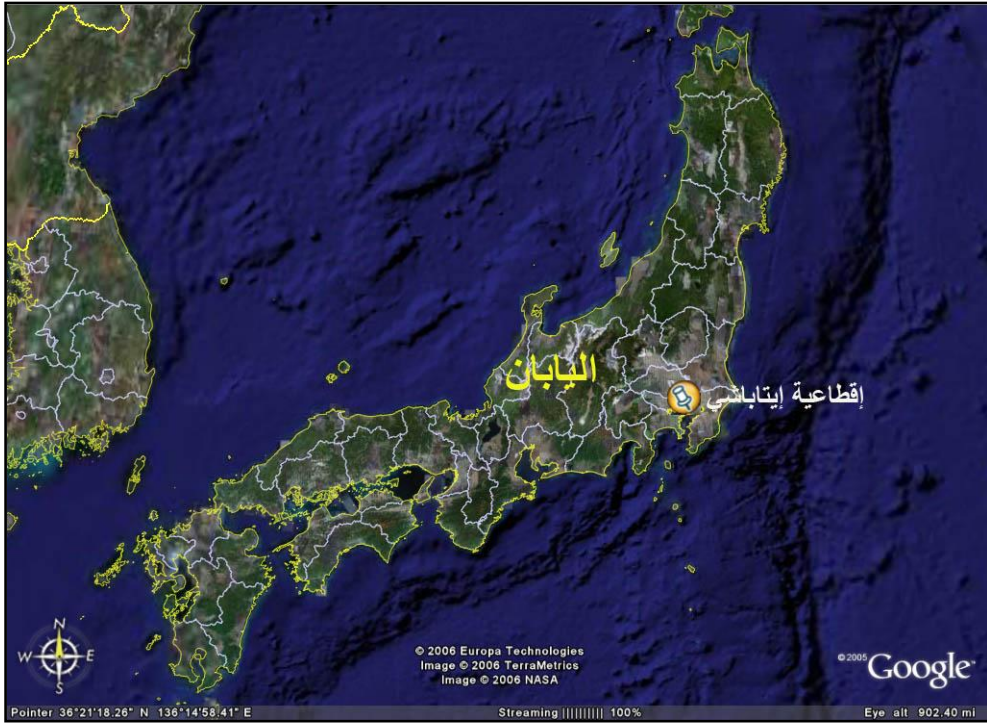 اليابان
إقطاعية إيتاباشي
N
W E
S
© 2006 Europa Technologies
Image © 2006 TerraMetrics
Image © 2006 NASA
© 2005 Google
Pointer 36°21'18.26" N 136°14'58.41" E Streaming |||||||||| 100% Eye alt 902.40 mi